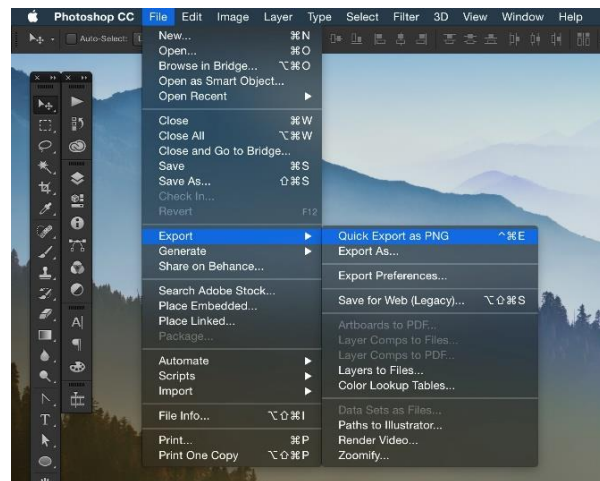 Photoshop CC File Edit Image Layer Type Select Filter 3D View Window Help
Auto-Select:
New... ⌘N
Open... ⌘O
Browse in Bridge... ⌥⌘O
Open as Smart Object...
Open Recent ▶
Close ⌘W
Close All ⌥⌘W
Close and Go to Bridge...
Save ⌘S
Save As... ⇧⌘S
Check In...
Revert F12
Export ▶
Generate ▶
Share on Behance...
Search Adobe Stock...
Place Embedded...
Place Linked...
Package...
Automate ▶
Scripts ▶
Import ▶
File Info... ⌥⇧⌘I
Print... ⌘P
Print One Copy ⌥⇧⌘P
Quick Export as PNG ^⌘E
Export As...
Export Preferences...
Save for Web (Legacy)... ⌥⇧⌘S
Artboards to PDF...
Layer Comps to Files...
Layer Comps to PDF...
Layers to Files...
Color Lookup Tables...
Data Sets as Files...
Paths to Illustrator...
Render Video...
Zoomify...